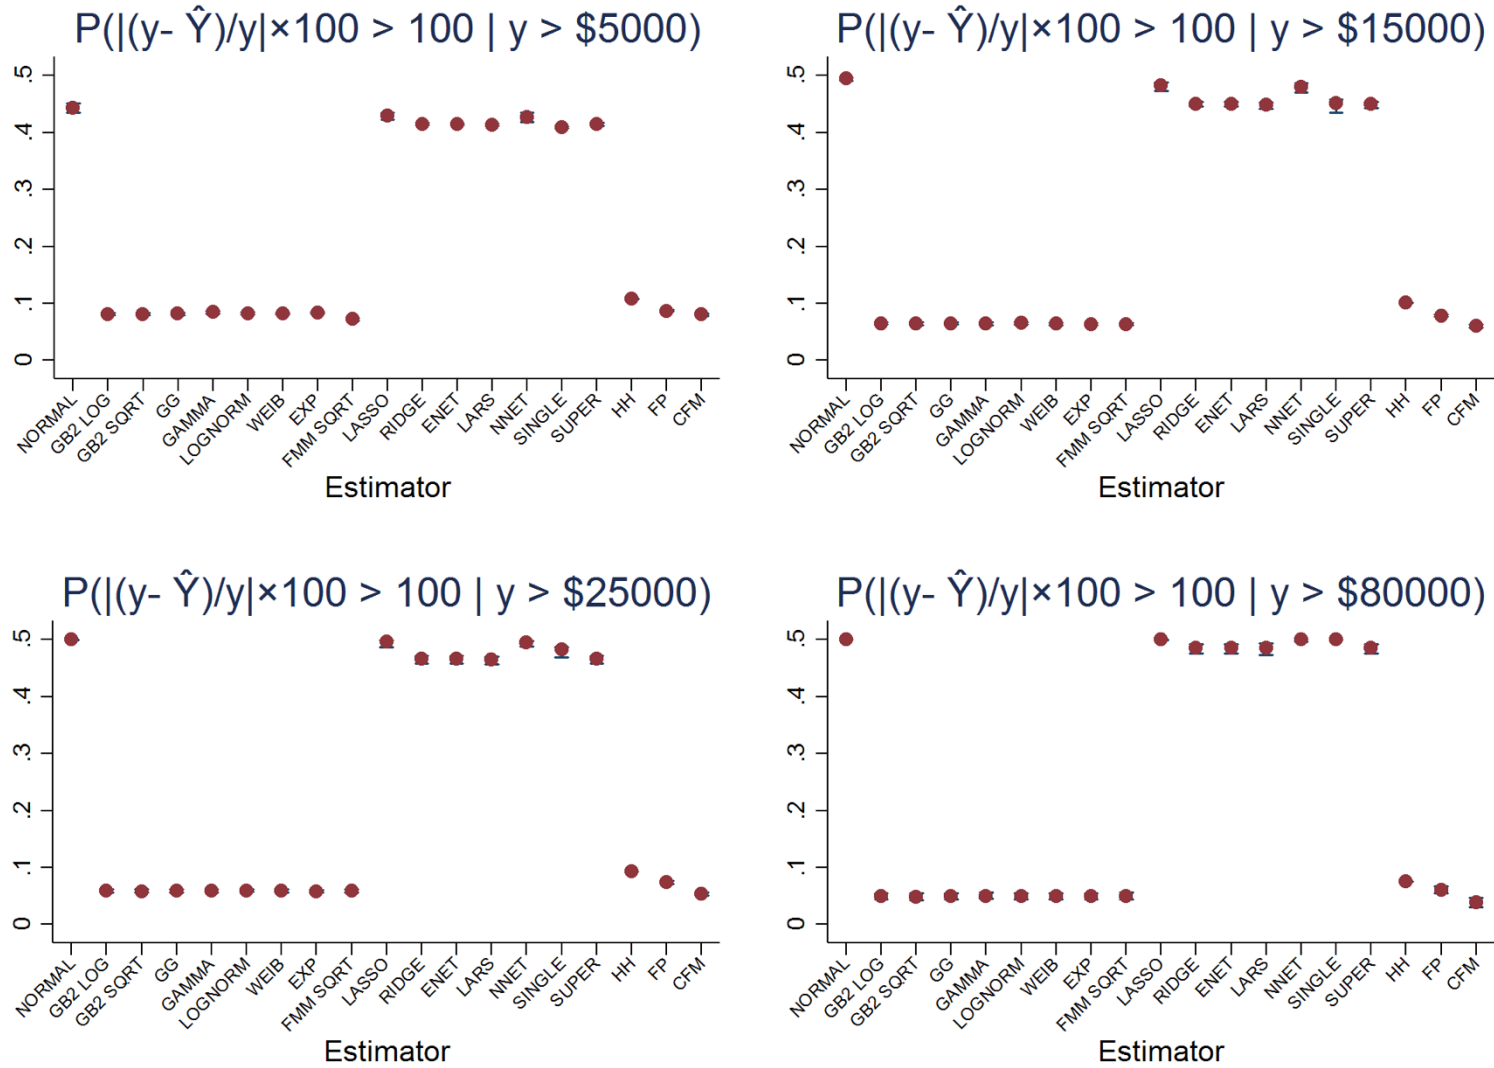 P(|(y- Ŷ)/y|×100 > 100 | y > $5000)
.5
.4
.3
.2
.1
0
NORMAL
GB2 LOG
GB2 SQRT
GG
GAMMA
LOGNORM
WEIB
EXP
FMM SQRT
LASSO
RIDGE
ENET
LARS
NNET
SINGLE
SUPER
HH
FP
CFM
Estimator
P(|(y- Ŷ)/y|×100 > 100 | y > $15000)
.5
.4
.3
.2
.1
0
NORMAL
GB2 LOG
GB2 SQRT
GG
GAMMA
LOGNORM
WEIB
EXP
FMM SQRT
LASSO
RIDGE
ENET
LARS
NNET
SINGLE
SUPER
HH
FP
CFM
Estimator
P(|(y- Ŷ)/y|×100 > 100 | y > $25000)
.5
.4
.3
.2
.1
0
NORMAL
GB2 LOG
GB2 SQRT
GG
GAMMA
LOGNORM
WEIB
EXP
FMM SQRT
LASSO
RIDGE
ENET
LARS
NNET
SINGLE
SUPER
HH
FP
CFM
Estimator
P(|(y- Ŷ)/y|×100 > 100 | y > $80000)
.5
.4
.3
.2
.1
0
NORMAL
GB2 LOG
GB2 SQRT
GG
GAMMA
LOGNORM
WEIB
EXP
FMM SQRT
LASSO
RIDGE
ENET
LARS
NNET
SINGLE
SUPER
HH
FP
CFM
Estimator